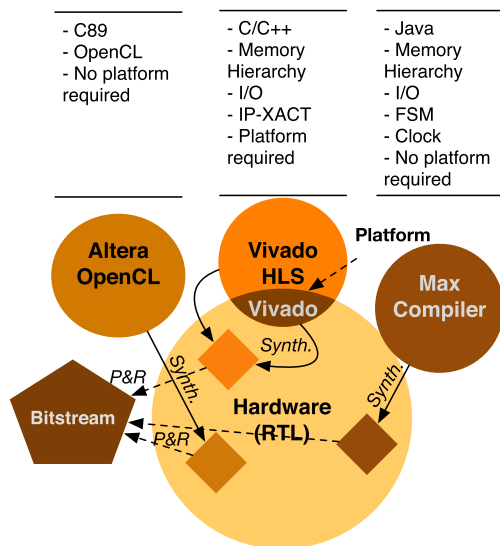 - C89
- OpenCL
- No platform
required
- C/C++
- Memory
Hierarchy
- I/O
- IP-XACT
- Platform
required
- Java
- Memory
Hierarchy
- I/O
- FSM
- Clock
- No platform
required
Altera
OpenCL
Vivado
HLS
Platform
Vivado
Max
Compiler
Synth.
Synth.
Synth.
P&R
Bitstream
Hardware
(RTL)
P&R